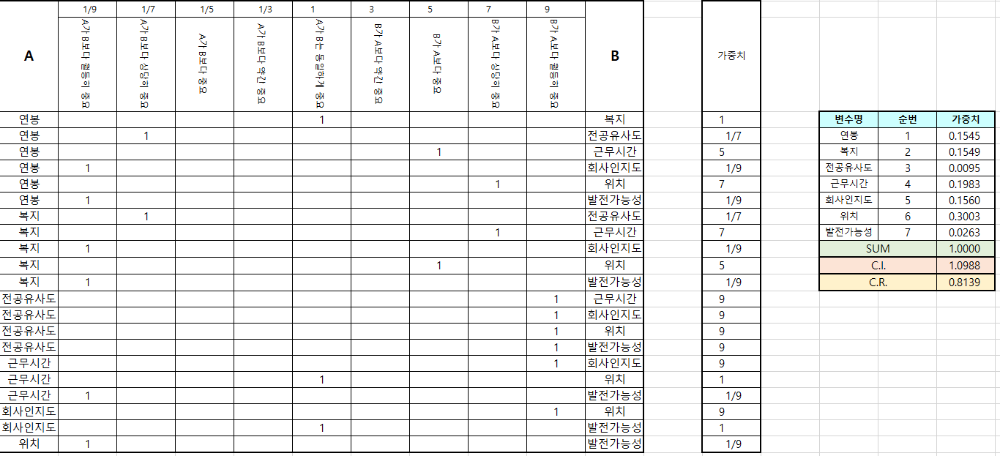 1/9 1/7 1/5 1/3 1 3 5 7 9
A A가 B보다 월등히 중요 A가 B보다 상당히 중요 A가 B보다 중요 A가 B보다 약간 중요 A가 B는 동일하게 중요 B가 A보다 약간 중요 B가 A보다 중요 B가 A보다 상당히 중요 B가 A보다 월등히 중요 B 가중치
연봉 1 복지 1 변수명 순번 가중치
연봉 1 전공유사도 1/7 연봉 1 0.1545
연봉 1 근무시간 5 복지 2 0.1549
연봉 1 회사인지도 1/9 전공유사도 3 0.0095
연봉 1 위치 7 근무시간 4 0.1983
연봉 1 발전가능성 1/9 회사인지도 5 0.1560
복지 1 전공유사도 1/7 위치 6 0.3003
복지 1 근무시간 7 발전가능성 7 0.0263
복지 1 회사인지도 1/9 SUM 1.0000
복지 1 위치 5 C.I. 1.0988
복지 1 발전가능성 1/9 C.R. 0.8139
전공유사도 1 근무시간 9
전공유사도 1 회사인지도 9
전공유사도 1 위치 9
전공유사도 1 발전가능성 9
근무시간 1 회사인지도 9
근무시간 1 위치 1
근무시간 1 발전가능성 1/9
회사인지도 1 위치 9
회사인지도 1 발전가능성 1
위치 1 발전가능성 1/9